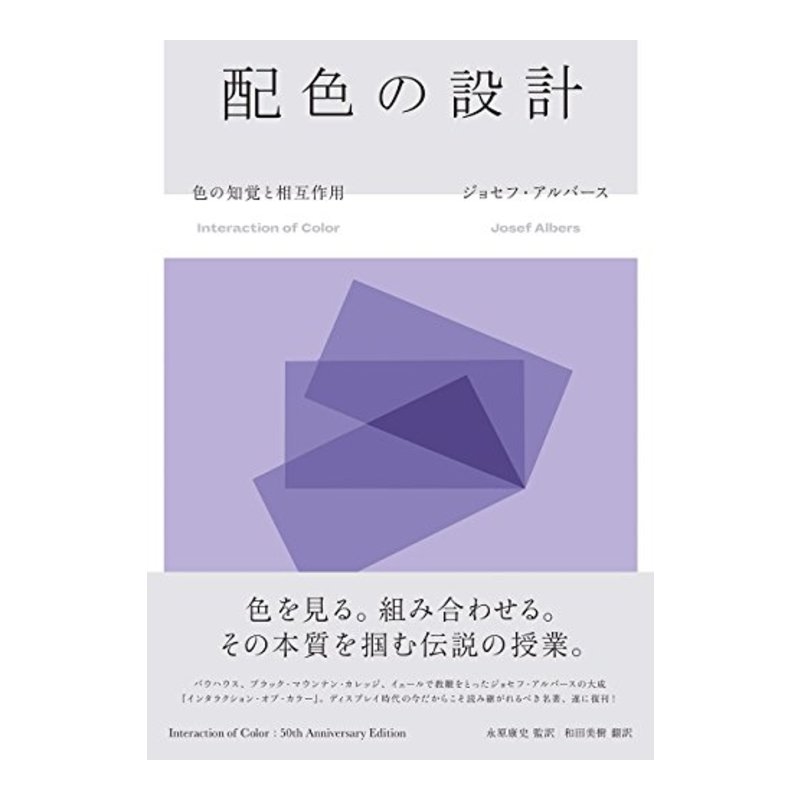 配色の設計
色の知覚と相互作用 ジョセフ・アルバース
Interaction of Color Josef Albers
色を見る。組み合わせる。
その本質を掴む伝説の授業。
バウハウス、ブラック・マウンテン・カレッジ、イェールで教鞭をとったジョセフ・アルバースの大成
『インタラクション・オブ・カラー』。ディスプレイ時代の今だからこそ読み継がれるべき名著、遂に復刊!
Interaction of Color : 50th Anniversary Edition 永原康史 監訳 和田美樹 翻訳